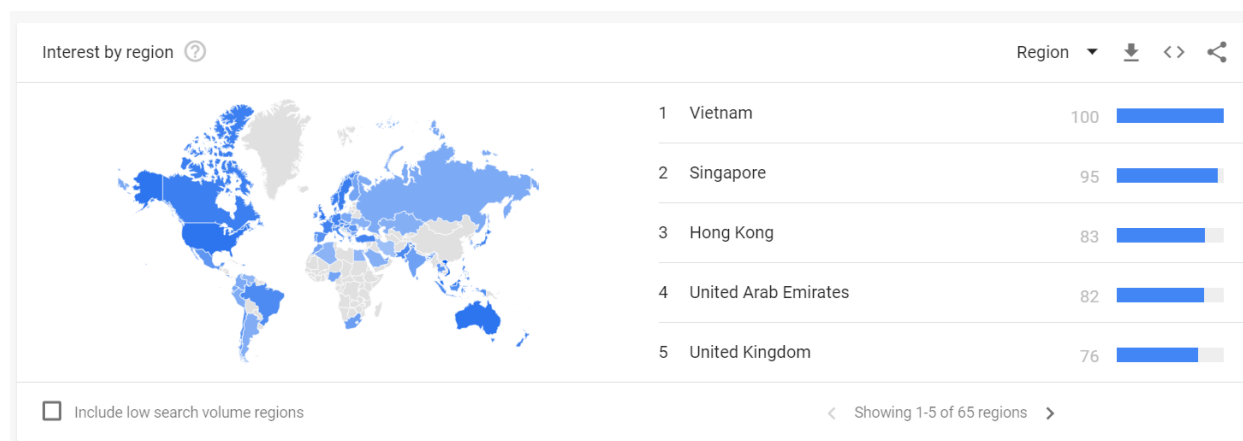 Interest by region
Region
1 Vietnam 100
2 Singapore 95
3 Hong Kong 83
4 United Arab Emirates 82
5 United Kingdom 76
Include low search volume regions
Showing 1-5 of 65 regions